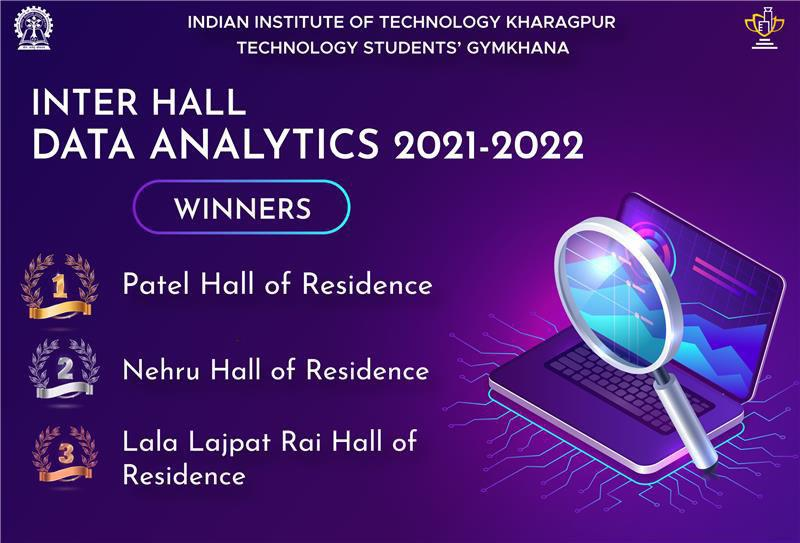 INDIAN INSTITUTE OF TECHNOLOGY KHARAGPUR
TECHNOLOGY STUDENTS' GYMKHANA
INTER HALL
DATA ANALYTICS 2021-2022
WINNERS
1
Patel Hall of Residence
2
Nehru Hall of Residence
3
Lala Lajpat Rai Hall of
Residence